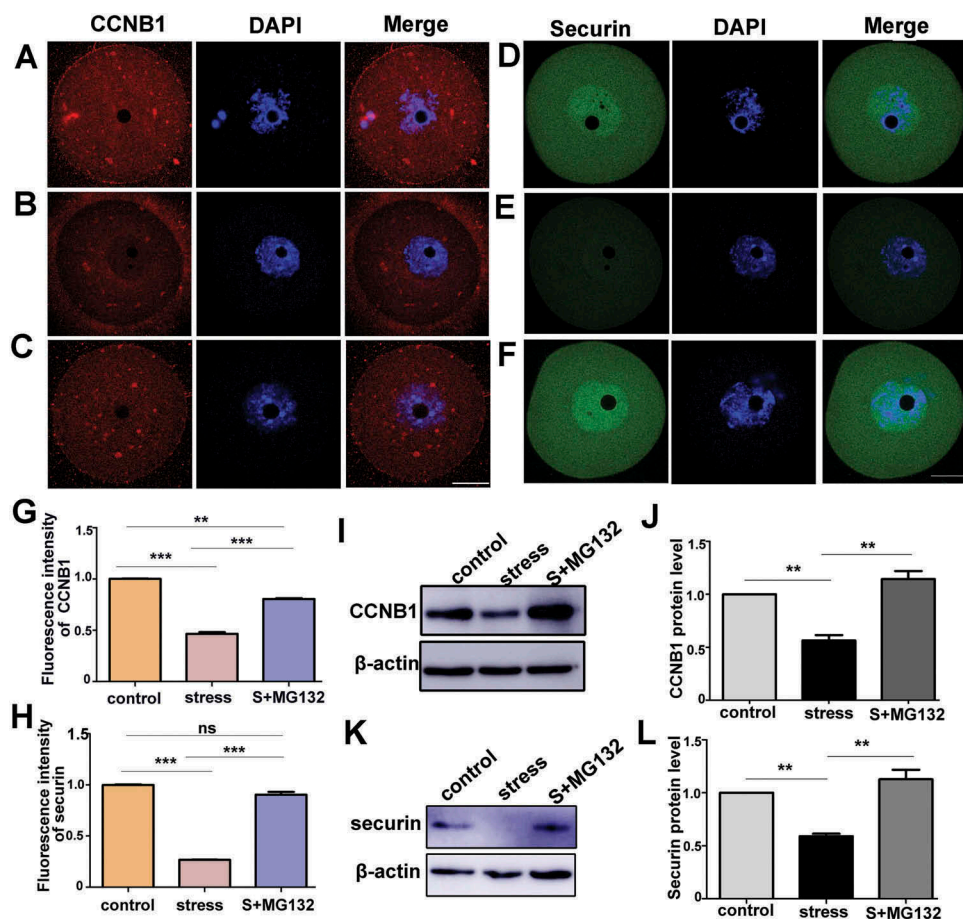 CCNB1 DAPI Merge
Securin DAPI Merge
A
D
B
E
C
F
G
Fluorescence intensity
of CCNB1
1.5
1.0
0.5
0
**
***
***
control stress S+MG132
H
Fluorescence intensity
of securin
1.5
1.0
0.5
0
ns
***
***
control stress S+MG132
I
control stress S+MG132
CCNB1
β-actin
J
CCNB1 protein level
1.5
1.0
0.5
0
**
**
control stress S+MG132
K
control stress S+MG132
securin
β-actin
L
Securin protein level
1.5
1.0
0.5
0
**
**
control stress S+MG132